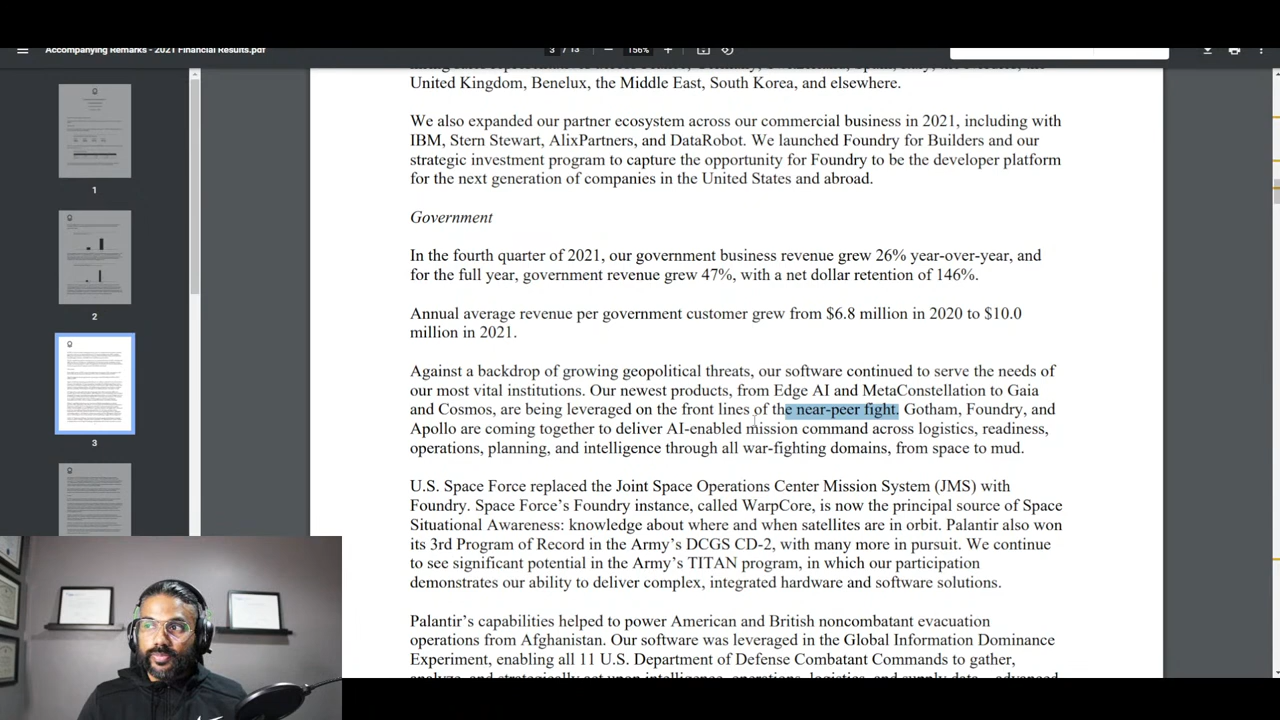 Accompanying Remarks - 2021 Financial Results.pdf
3 / 13
156%
United Kingdom, Benelux, the Middle East, South Korea, and elsewhere.
We also expanded our partner ecosystem across our commercial business in 2021, including with
IBM, Stern Stewart, AlixPartners, and DataRobot. We launched Foundry for Builders and our
strategic investment program to capture the opportunity for Foundry to be the developer platform
for the next generation of companies in the United States and abroad.
Government
In the fourth quarter of 2021, our government business revenue grew 26% year-over-year, and
for the full year, government revenue grew 47%, with a net dollar retention of 146%.
Annual average revenue per government customer grew from $6.8 million in 2020 to $10.0
million in 2021.
Against a backdrop of growing geopolitical threats, our software continued to serve the needs of
our most vital institutions. Our newest products, from Edge AI and MetaConstellation to Gaia
and Cosmos, are being leveraged on the front lines of the near-peer fight. Gotham, Foundry, and
Apollo are coming together to deliver AI-enabled mission command across logistics, readiness,
operations, planning, and intelligence through all war-fighting domains, from space to mud.
U.S. Space Force replaced the Joint Space Operations Center Mission System (JMS) with
Foundry. Space Force’s Foundry instance, called WarpCore, is now the principal source of Space
Situational Awareness: knowledge about where and when satellites are in orbit. Palantir also won
its 3rd Program of Record in the Army’s DCGS CD-2, with many more in pursuit. We continue
to see significant potential in the Army’s TITAN program, in which our participation
demonstrates our ability to deliver complex, integrated hardware and software solutions.
Palantir’s capabilities helped to power American and British noncombatant evacuation
operations from Afghanistan. Our software was leveraged in the Global Information Dominance
Experiment, enabling all 11 U.S. Department of Defense Combatant Commands to gather,
1
2
3